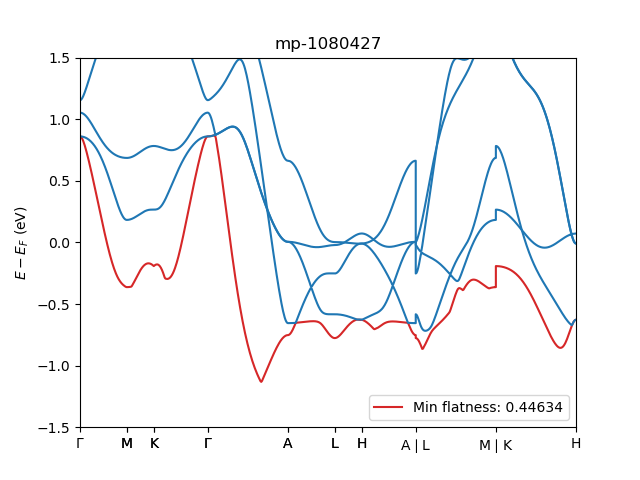 mp-1080427
E − E_F (eV)
1.5
1.0
0.5
0.0
−0.5
−1.0
−1.5
Min flatness: 0.44634
Γ M K Γ A L H A | L M | K H